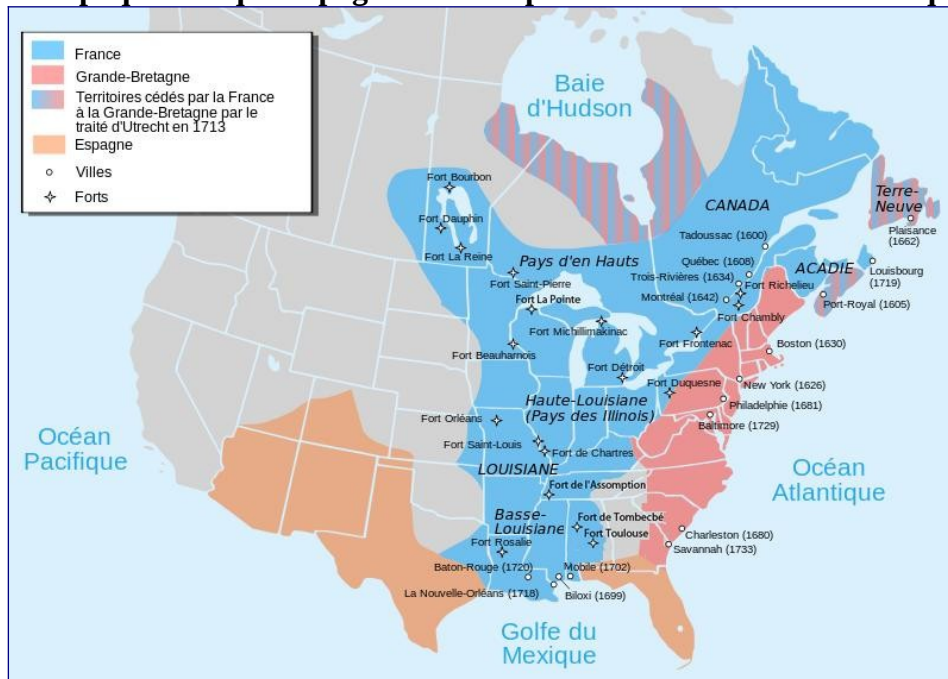 France
Grande-Bretagne
Territoires cédés par la France
à la Grande-Bretagne par le
traité d'Utrecht en 1713
Espagne
Villes
Forts
Baie
d'Hudson
Terre-
Neuve
Plaisance
(1662)
CANADA
Fort Bourbon
Fort Dauphin
Fort La Reine
Tadoussac (1600)
Pays d'en Hauts
Québec (1608)
ACADIE
Louisbourg
(1719)
Trois-Rivières (1634)
Fort Saint-Pierre
Fort Richelieu
Montréal (1642)
Port-Royal (1605)
Fort La Pointe
Fort Chambly
Fort Michillimakinac
Fort Frontenac
Boston (1630)
Fort Beauharnois
Fort Détroit
Fort Duquesne
New York (1626)
Haute-Louisiane
(Pays des Illinois)
Philadelphie (1681)
Fort Orléans
Baltimore (1729)
Océan
Pacifique
Fort Saint-Louis
Fort de Chartres
LOUISIANE
Océan
Atlantique
Fort de l'Assomption
Basse-
Louisiane
Fort de Tombecbé
Fort Toulouse
Charleston (1680)
Fort Rosalie
Savannah (1733)
Baton-Rouge (1720)
Mobile (1702)
La Nouvelle-Orléans (1718)
Biloxi (1699)
Golfe du
Mexique